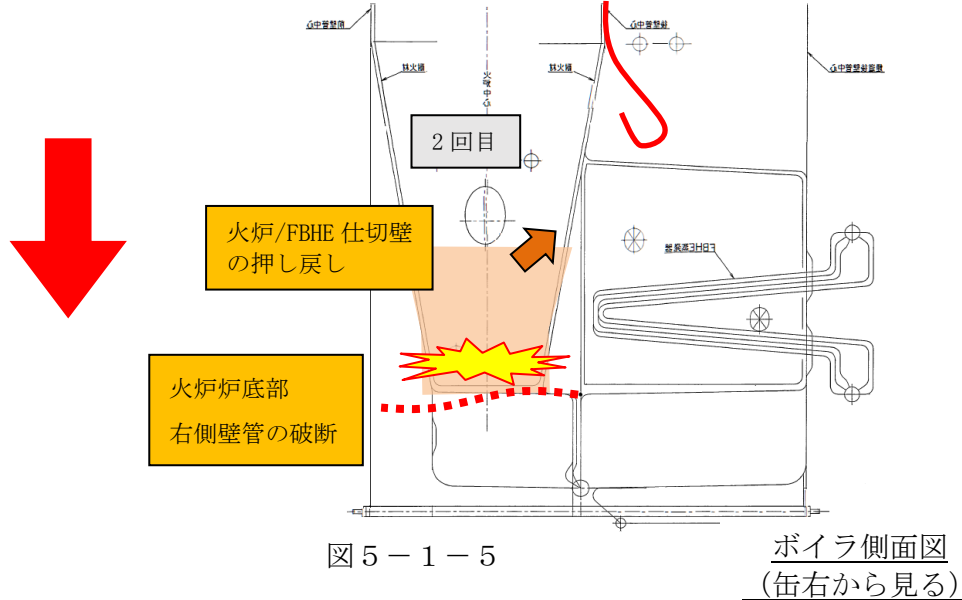 2回目
火炉/FBHE 仕切壁
の押し戻し
火炉炉底部
右側壁管の破断
図5－1－5
ボイラ側面図
（缶右から見る）